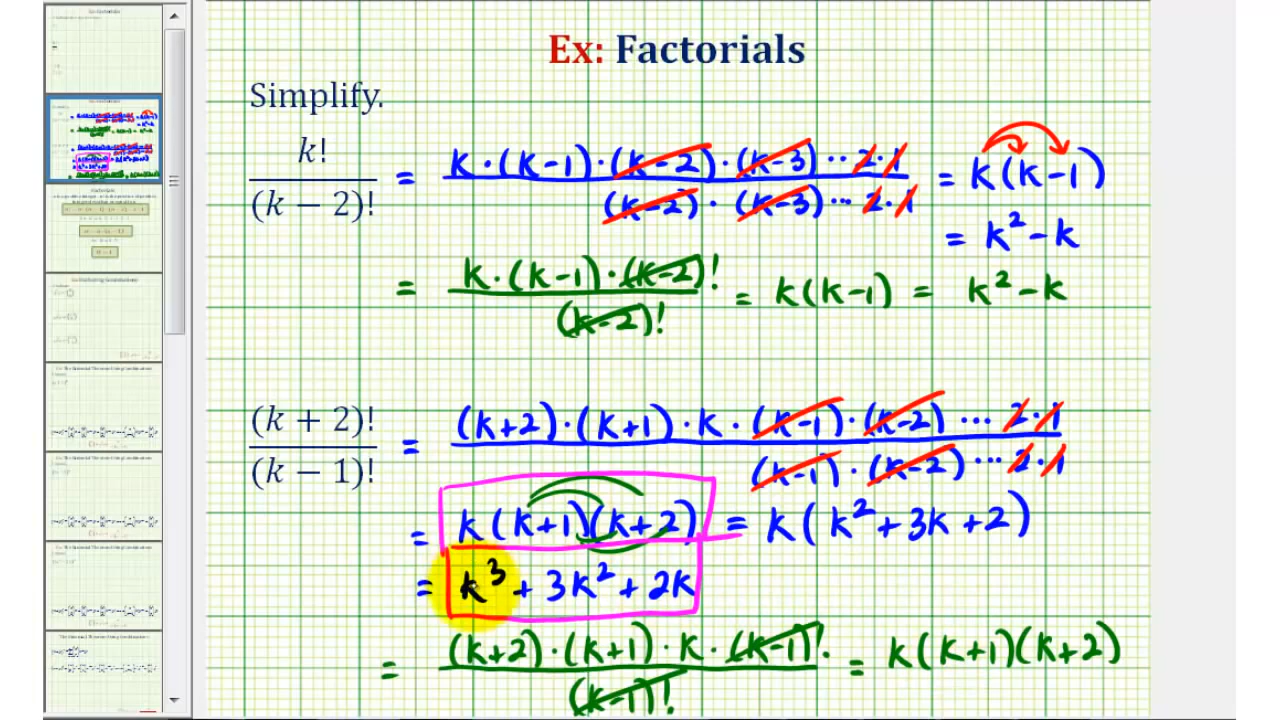 Ex: Factorials
Simplify.
k! / (k − 2)! = k · (k−1) · (k−2) · (k−3) ··· 2 · 1 / (k−2) · (k−3) ··· 2 · 1 = k(k−1)
= k² − k
= k · (k−1) · (k−2)! / (k−2)! = k(k−1) = k² − k
(k + 2)! / (k − 1)! = (k+2) · (k+1) · k · (k−1) · (k−2) ··· 2 · 1 / (k−1) · (k−2) ··· 2 · 1
= k(k+1)(k+2) = k(k² + 3k + 2)
= k³ + 3k² + 2k
= (k+2) · (k+1) · k · (k−1)! / (k−1)! = k(k+1)(k+2)